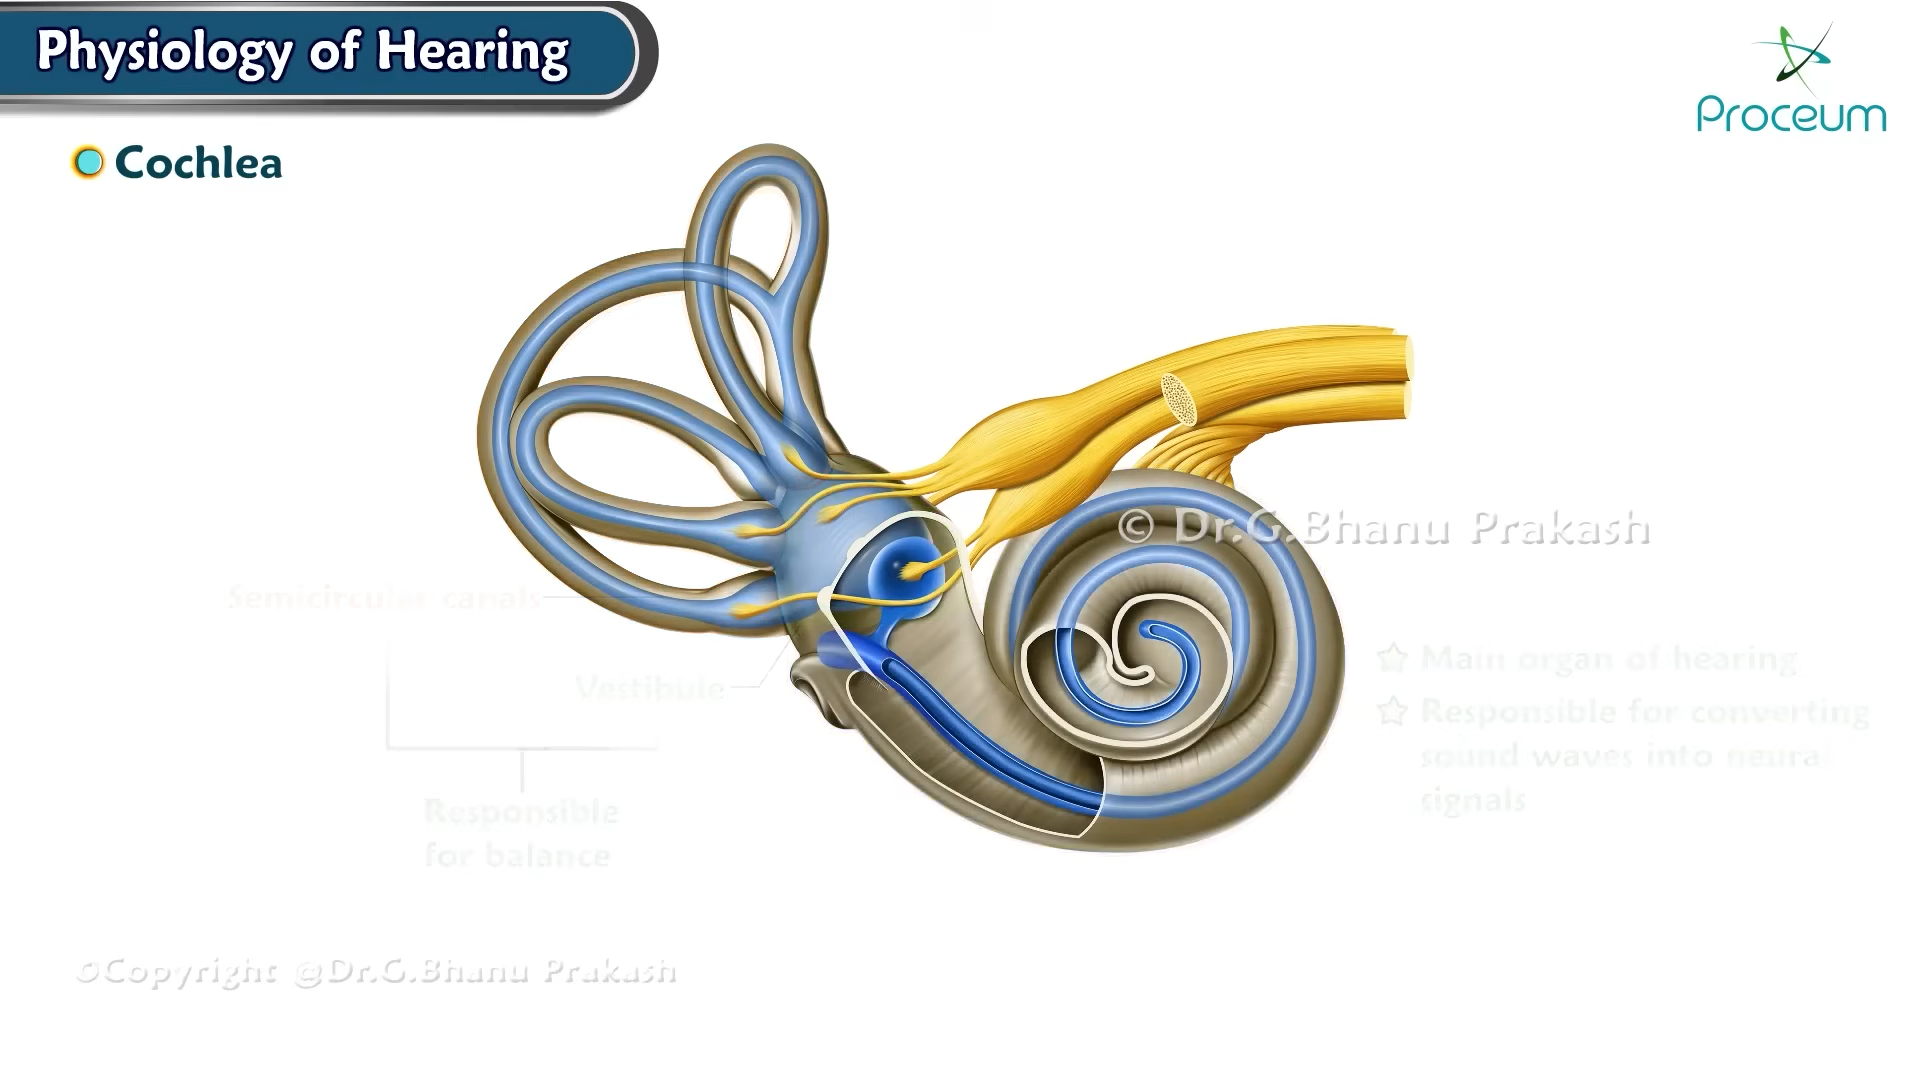 Physiology of Hearing
Proceum
Cochlea
© Dr.G.Bhanu Prakash
Semicircular canals
Vestibule
Responsible
for balance
Main organ of hearing
Responsible for converting
sound waves into neural
signals
©Copyright @Dr.G.Bhanu Prakash